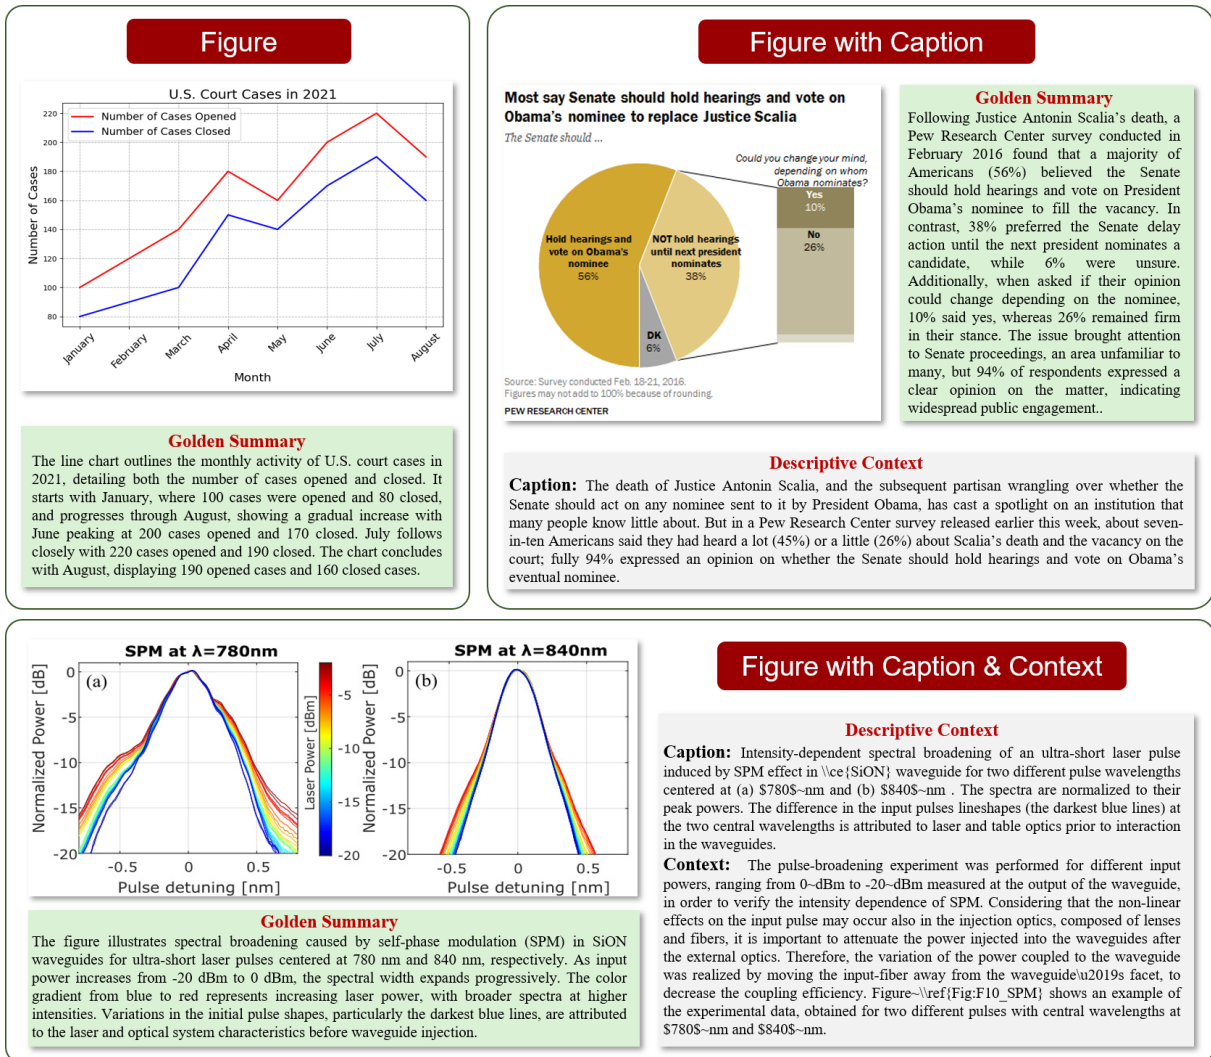 Figure
U.S. Court Cases in 2021
Number of Cases Opened
Number of Cases Closed
Number of Cases
220
200
180
160
140
120
100
80
January
February
March
April
May
June
July
August
Month
Golden Summary
The line chart outlines the monthly activity of U.S. court cases in
2021, detailing both the number of cases opened and closed. It
starts with January, where 100 cases were opened and 80 closed,
and progresses through August, showing a gradual increase with
June peaking at 200 cases opened and 170 closed. July follows
closely with 220 cases opened and 190 closed. The chart concludes
with August, displaying 190 opened cases and 160 closed cases.
Figure with Caption
Most say Senate should hold hearings and vote on
Obama's nominee to replace Justice Scalia
The Senate should ...
Could you change your mind,
depending on whom
Obama nominates?
Hold hearings and
vote on Obama's
nominee
56%
NOT hold hearings
until next president
nominates
38%
DK
6%
Yes
10%
No
26%
Source: Survey conducted Feb. 18-21, 2016.
Figures may not add to 100% because of rounding.
PEW RESEARCH CENTER
Golden Summary
Following Justice Antonin Scalia's death, a
Pew Research Center survey conducted in
February 2016 found that a majority of
Americans (56%) believed the Senate
should hold hearings and vote on President
Obama's nominee to fill the vacancy. In
contrast, 38% preferred the Senate delay
action until the next president nominates a
candidate, while 6% were unsure.
Additionally, when asked if their opinion
could change depending on the nominee,
10% said yes, whereas 26% remained firm
in their stance. The issue brought attention
to Senate proceedings, an area unfamiliar to
many, but 94% of respondents expressed a
clear opinion on the matter, indicating
widespread public engagement..
Descriptive Context
Caption: The death of Justice Antonin Scalia, and the subsequent partisan wrangling over whether the
Senate should act on any nominee sent to it by President Obama, has cast a spotlight on an institution that
many people know little about. But in a Pew Research Center survey released earlier this week, about seven-
in-ten Americans said they had heard a lot (45%) or a little (26%) about Scalia's death and the vacancy on the
court; fully 94% expressed an opinion on whether the Senate should hold hearings and vote on Obama's
eventual nominee.
SPM at λ=780nm
(a)
Normalized Power [dB]
0
-5
-10
-15
-20
-0.5
0
0.5
Pulse detuning [nm]
Laser Power [dBm]
-5
-10
-15
-20
SPM at λ=840nm
(b)
Normalized Power [dB]
0
-5
-10
-15
-20
-0.5
0
0.5
Pulse detuning [nm]
Golden Summary
The figure illustrates spectral broadening caused by self-phase modulation (SPM) in SiON
waveguides for ultra-short laser pulses centered at 780 nm and 840 nm, respectively. As input
power increases from -20 dBm to 0 dBm, the spectral width expands progressively. The color
gradient from blue to red represents increasing laser power, with broader spectra at higher
intensities. Variations in the initial pulse shapes, particularly the darkest blue lines, are attributed
to the laser and optical system characteristics before waveguide injection.
Figure with Caption & Context
Descriptive Context
Caption: Intensity-dependent spectral broadening of an ultra-short laser pulse
induced by SPM effect in \\ce{SiON} waveguide for two different pulse wavelengths
centered at (a) $780$~nm and (b) $840$~nm . The spectra are normalized to their
peak powers. The difference in the input pulses lineshapes (the darkest blue lines) at
the two central wavelengths is attributed to laser and table optics prior to interaction
in the waveguides.
Context: The pulse-broadening experiment was performed for different input
powers, ranging from 0~dBm to -20~dBm measured at the output of the waveguide,
in order to verify the intensity dependence of SPM. Considering that the non-linear
effects on the input pulse may occur also in the injection optics, composed of lenses
and fibers, it is important to attenuate the power injected into the waveguides after
the external optics. Therefore, the variation of the power coupled to the waveguide
was realized by moving the input-fiber away from the waveguide\u2019s facet, to
decrease the coupling efficiency. Figure~\\ref{Fig:F10_SPM} shows an example of
the experimental data, obtained for two different pulses with central wavelengths at
$780$~nm and $840$~nm.